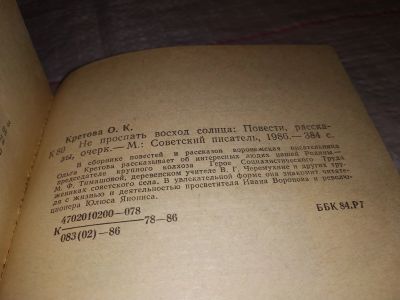 Кретова О. К.
К 80 Не проспать восход солнца: Повести, расска-
зы, очерк.— М.: Советский писатель, 1986.— 384 с.
В сборнике повестей и рассказов воронежская писательница
Ольга Кретова рассказывает об интересных людях нашей Родины—
председателе крупного колхоза Герое Социалистического Труда
М. Ф. Тимашовой, деревенском учителе В. Г. Черемухине и других тру-
жениках советского села. В увлекательной форме она знакомит читате-
ля с жизнью и деятельностью просветителя Ивана Воронова и революционера Юлюса Янониса.
4702010200—078
К 78—86
083(02)—86
ББК 84.Р7